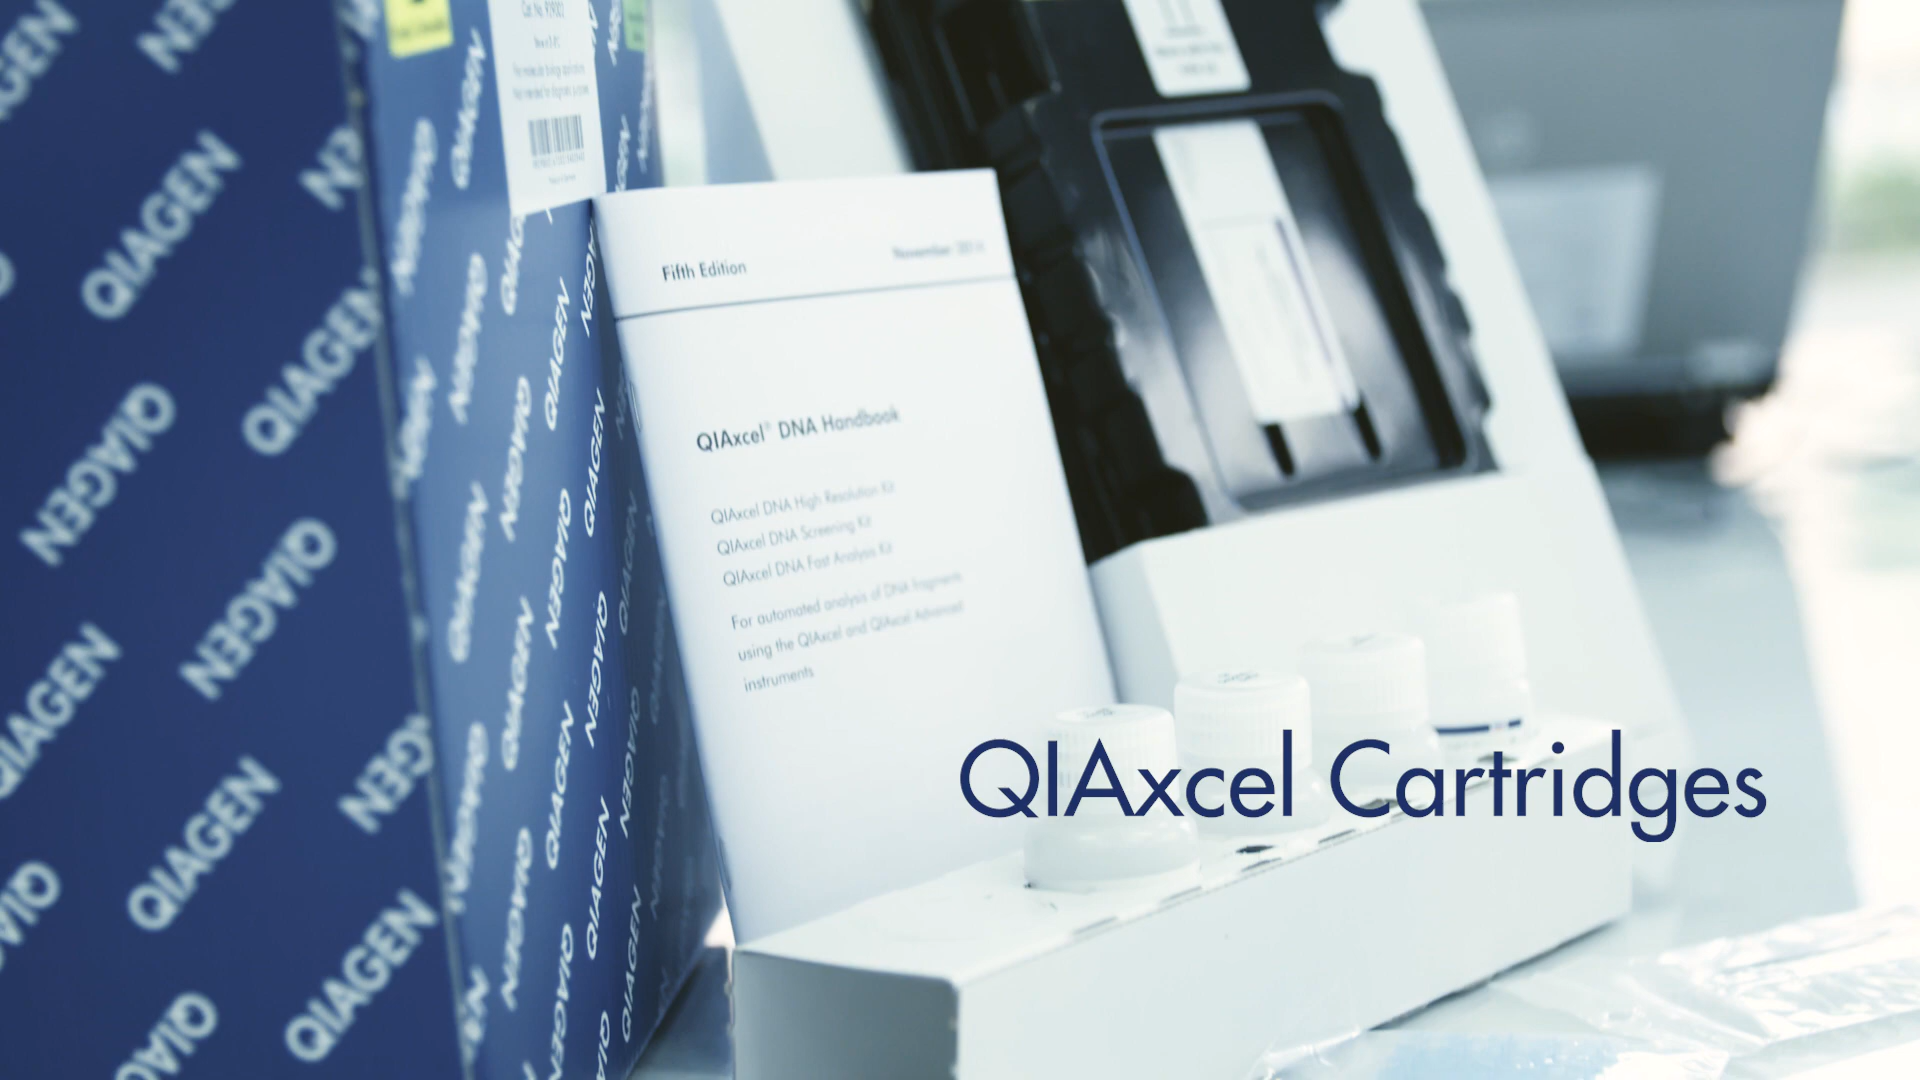 QIAGEN
Fifth Edition
QIAxcel® DNA Handbook
QIAxcel DNA High Resolution Kit
QIAxcel DNA Screening Kit
QIAxcel DNA Fast Analysis Kit
For automated analysis of DNA fragments
using the QIAxcel and QIAxcel Advanced
instruments
QIAxcel Cartridges